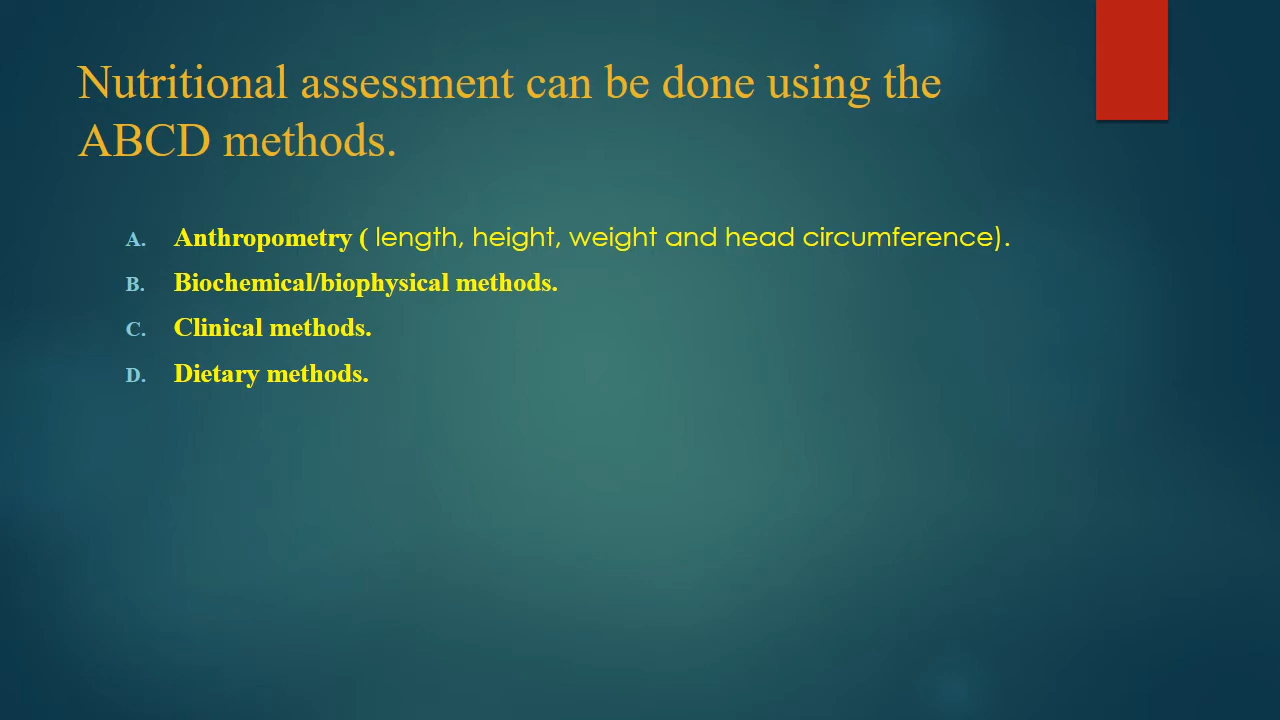 Nutritional assessment can be done using the
ABCD methods.
A. Anthropometry ( length, height, weight and head circumference).
B. Biochemical/biophysical methods.
C. Clinical methods.
D. Dietary methods.